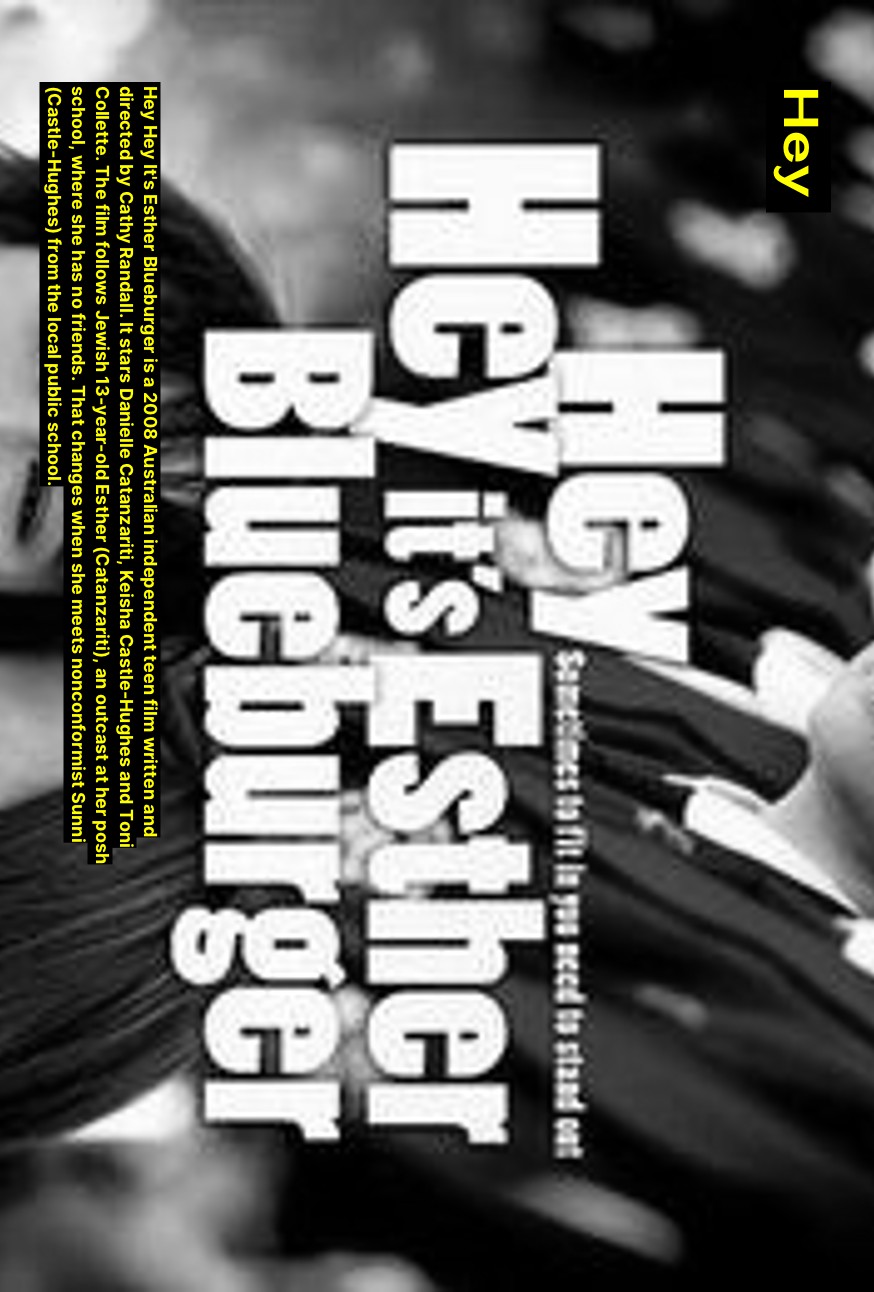 Hey
Hey
Hey it's Esther
Blueburger
Sometimes to fit in you need to stand out
Hey Hey It's Esther Blueburger is a 2008 Australian independent teen film written and
directed by Cathy Randall. It stars Danielle Catanzariti, Keisha Castle-Hughes and Toni
Collette. The film follows Jewish 13-year-old Esther (Catanzariti), an outcast at her posh
school, where she has no friends. That changes when she meets nonconformist Sunni
(Castle-Hughes) from the local public school.